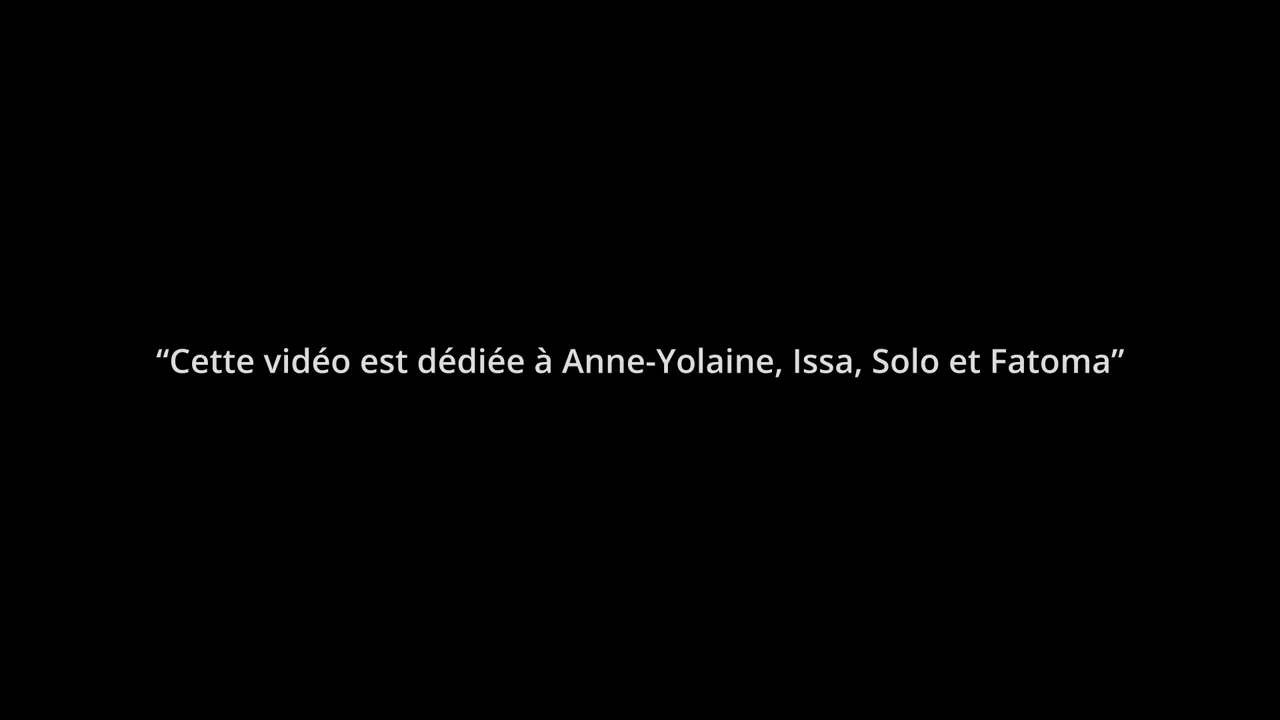 “Cette vidéo est dédiée à Anne-Yolaine, Issa, Solo et Fatoma”